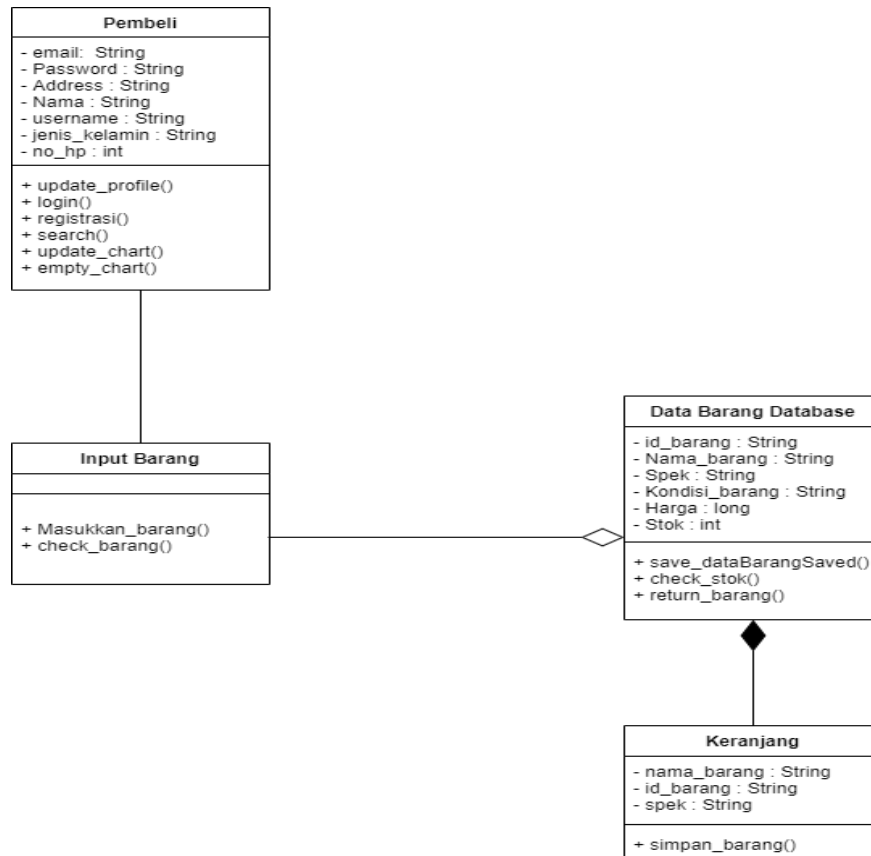 Pembeli
- email:  String
- Password : String
- Address : String
- Nama : String
- username : String
- jenis_kelamin : String
- no_hp : int
+ update_profile()
+ login()
+ registrasi()
+ search()
+ update_chart()
+ empty_chart()
Input Barang
+ Masukkan_barang()
+ check_barang()
Data Barang Database
- id_barang : String
- Nama_barang : String
- Spek : String
- Kondisi_barang : String
- Harga : long
- Stok : int
+ save_dataBarangSaved()
+ check_stok()
+ return_barang()
Keranjang
- nama_barang : String
- id_barang : String
- spek : String
+ simpan_barang()